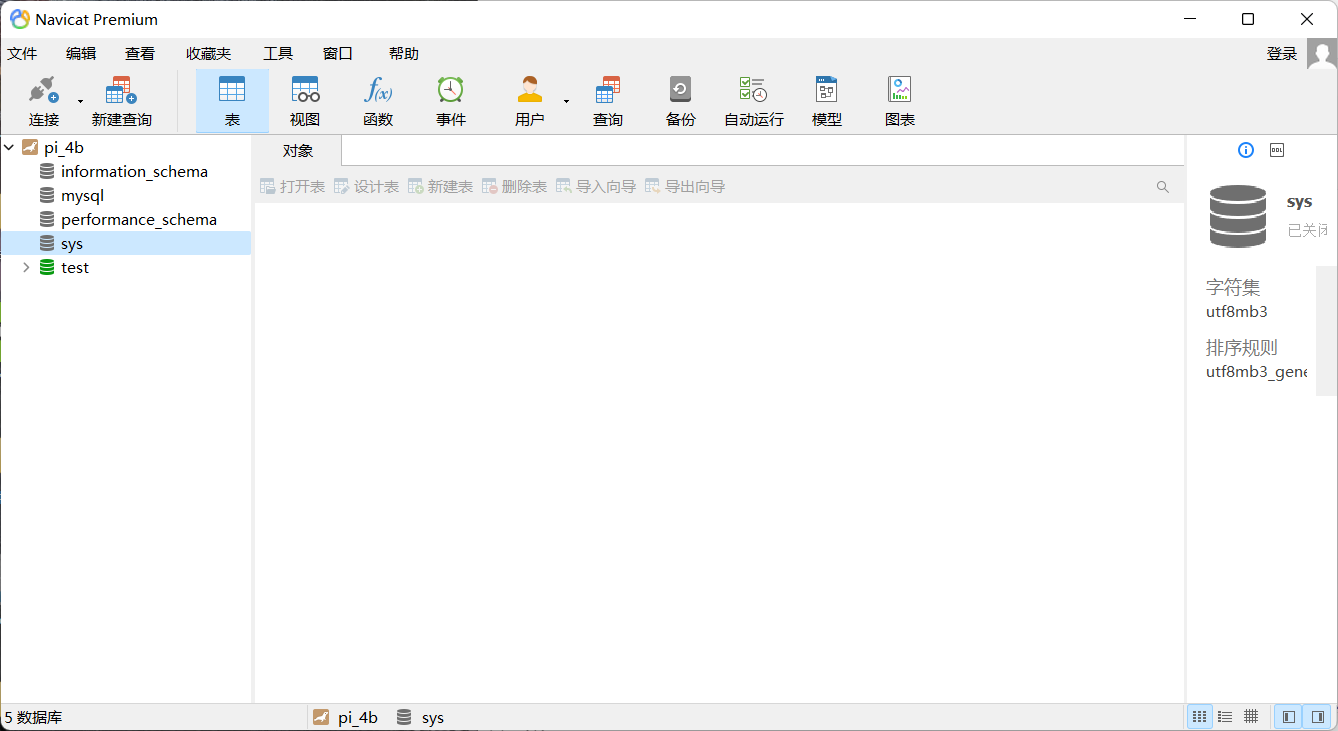 Navicat Premium
文件 编辑 查看 收藏夹 工具 窗口 帮助 登录
连接 新建查询 表 视图 函数 事件 用户 查询 备份 自动运行 模型 图表
pi_4b
information_schema
mysql
performance_schema
sys
test
对象
打开表 设计表 新建表 删除表 导入向导 导出向导
DDL
sys
已关闭
字符集
utf8mb3
排序规则
utf8mb3_gene
5 数据库 pi_4b sys